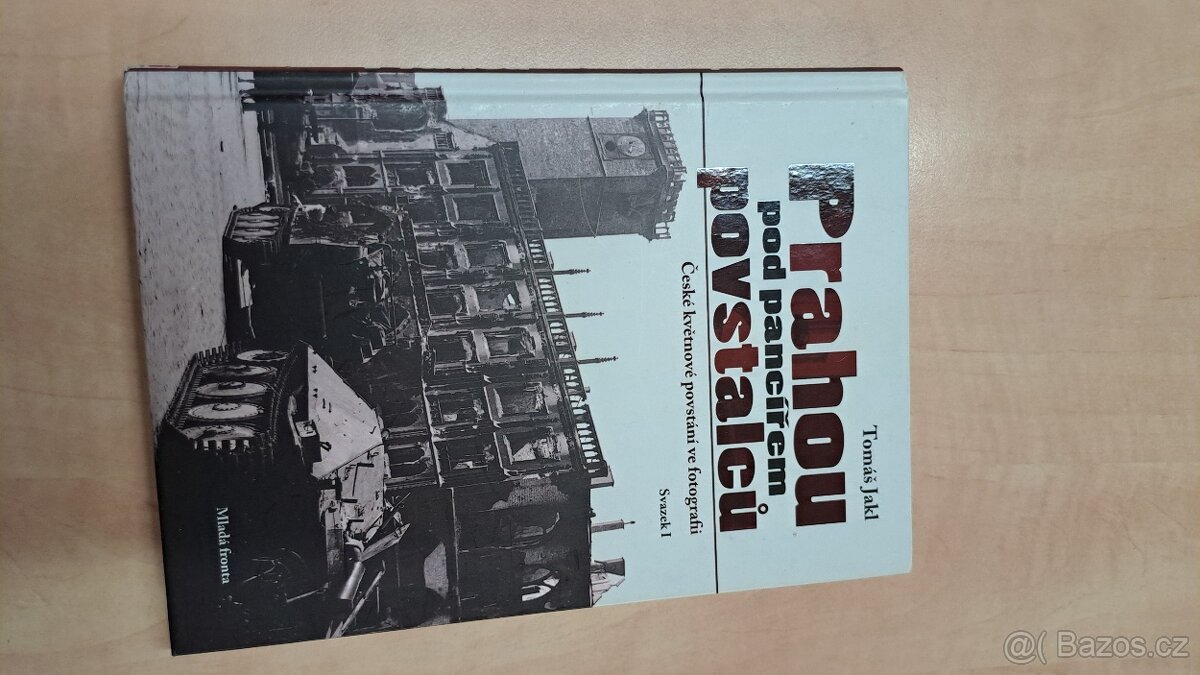 Tomáš Jakl
Prahou
pod pancířem
povstalců
České květnové povstání ve fotografii
Svazek I
Mladá fronta
@( Bazos.cz